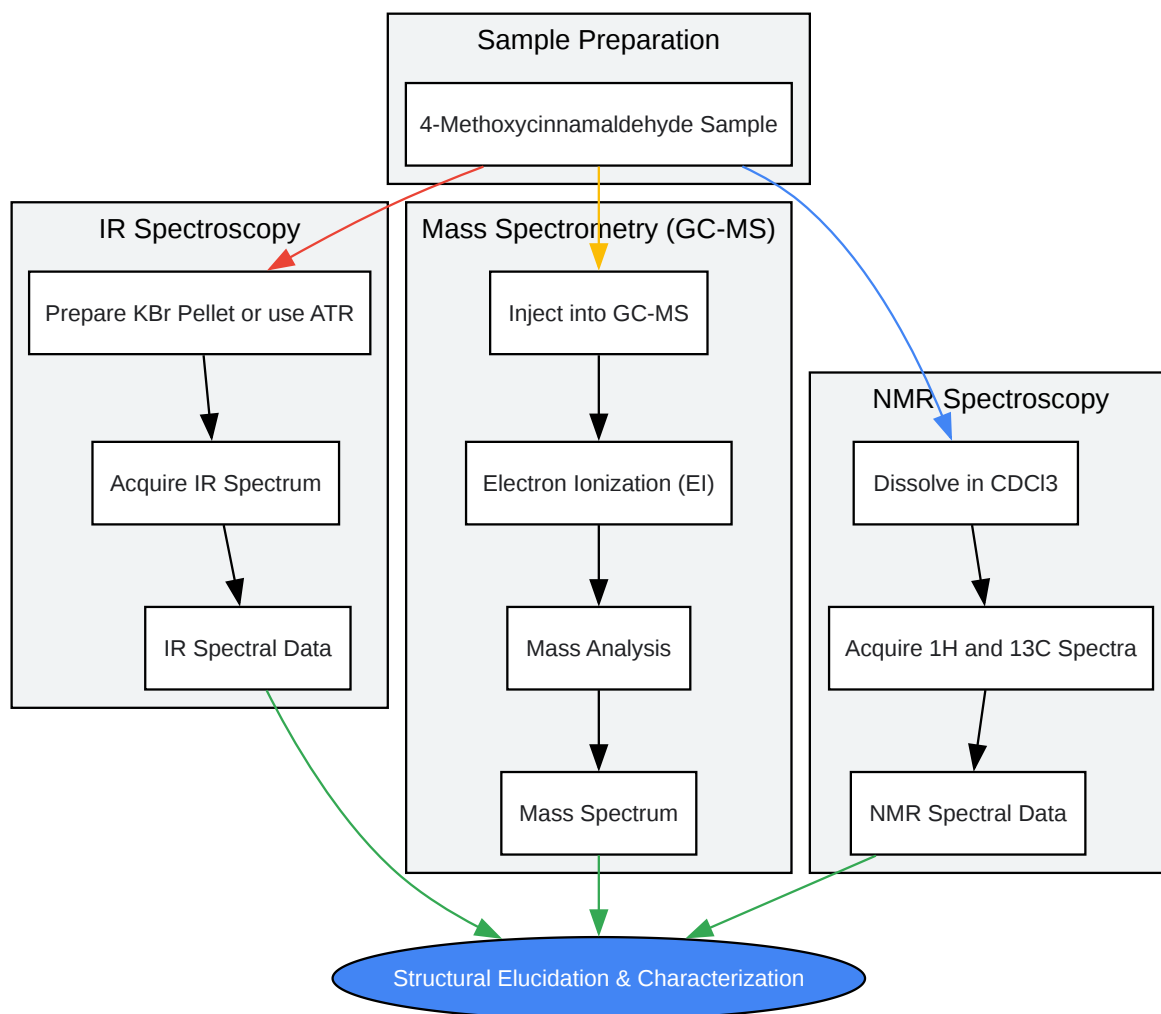 Sample Preparation
4-Methoxycinnamaldehyde Sample
IR Spectroscopy
Prepare KBr Pellet or use ATR
Acquire IR Spectrum
IR Spectral Data
Mass Spectrometry (GC-MS)
Inject into GC-MS
Electron Ionization (EI)
Mass Analysis
Mass Spectrum
NMR Spectroscopy
Dissolve in CDCl3
Acquire 1H and 13C Spectra
NMR Spectral Data
Structural Elucidation & Characterization